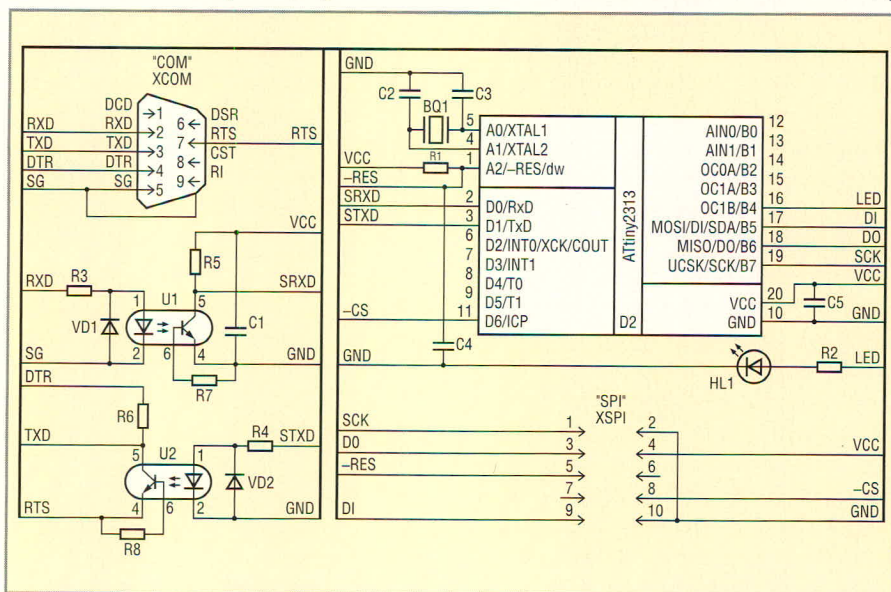 "COM"
XCOM
DCD
1
DSR
6
RXD
RXD
2
RTS
7
RTS
TXD
TXD
3
CST
8
DTR
DTR
4
RI
9
SG
SG
5
VCC
R5
RXD
R3
SRXD
U1
1
5
VD1
C1
2
6
4
SG
GND
R7
DTR
R6
TXD
R4
STXD
U2
5
1
VD2
RTS
4
6
2
GND
R8
GND
C2
C3
BQ1
5
A0/XTAL1
4
A1/XTAL2
VCC
R1
1
A2/–RES/dw
–RES
SRXD
2
D0/RxD
STXD
3
D1/TxD
6
D2/INT0/XCK/COUT
7
D3/INT1
8
D4/T0
9
D5/T1
–CS
11
D6/ICP
ATtiny2313
D2
AIN0/B0
12
AIN1/B1
13
OC0A/B2
14
OC1A/B3
15
OC1B/B4
16
LED
MOSI/DI/SDA/B5
17
DI
MISO/DO/B6
18
DO
UCSK/SCK/B7
19
SCK
VCC
VCC
20
C5
GND
10
GND
C4
GND
HL1
R2
LED
"SPI"
XSPI
SCK
1
2
D0
3
4
VCC
–RES
5
6
7
8
–CS
DI
9
10
GND